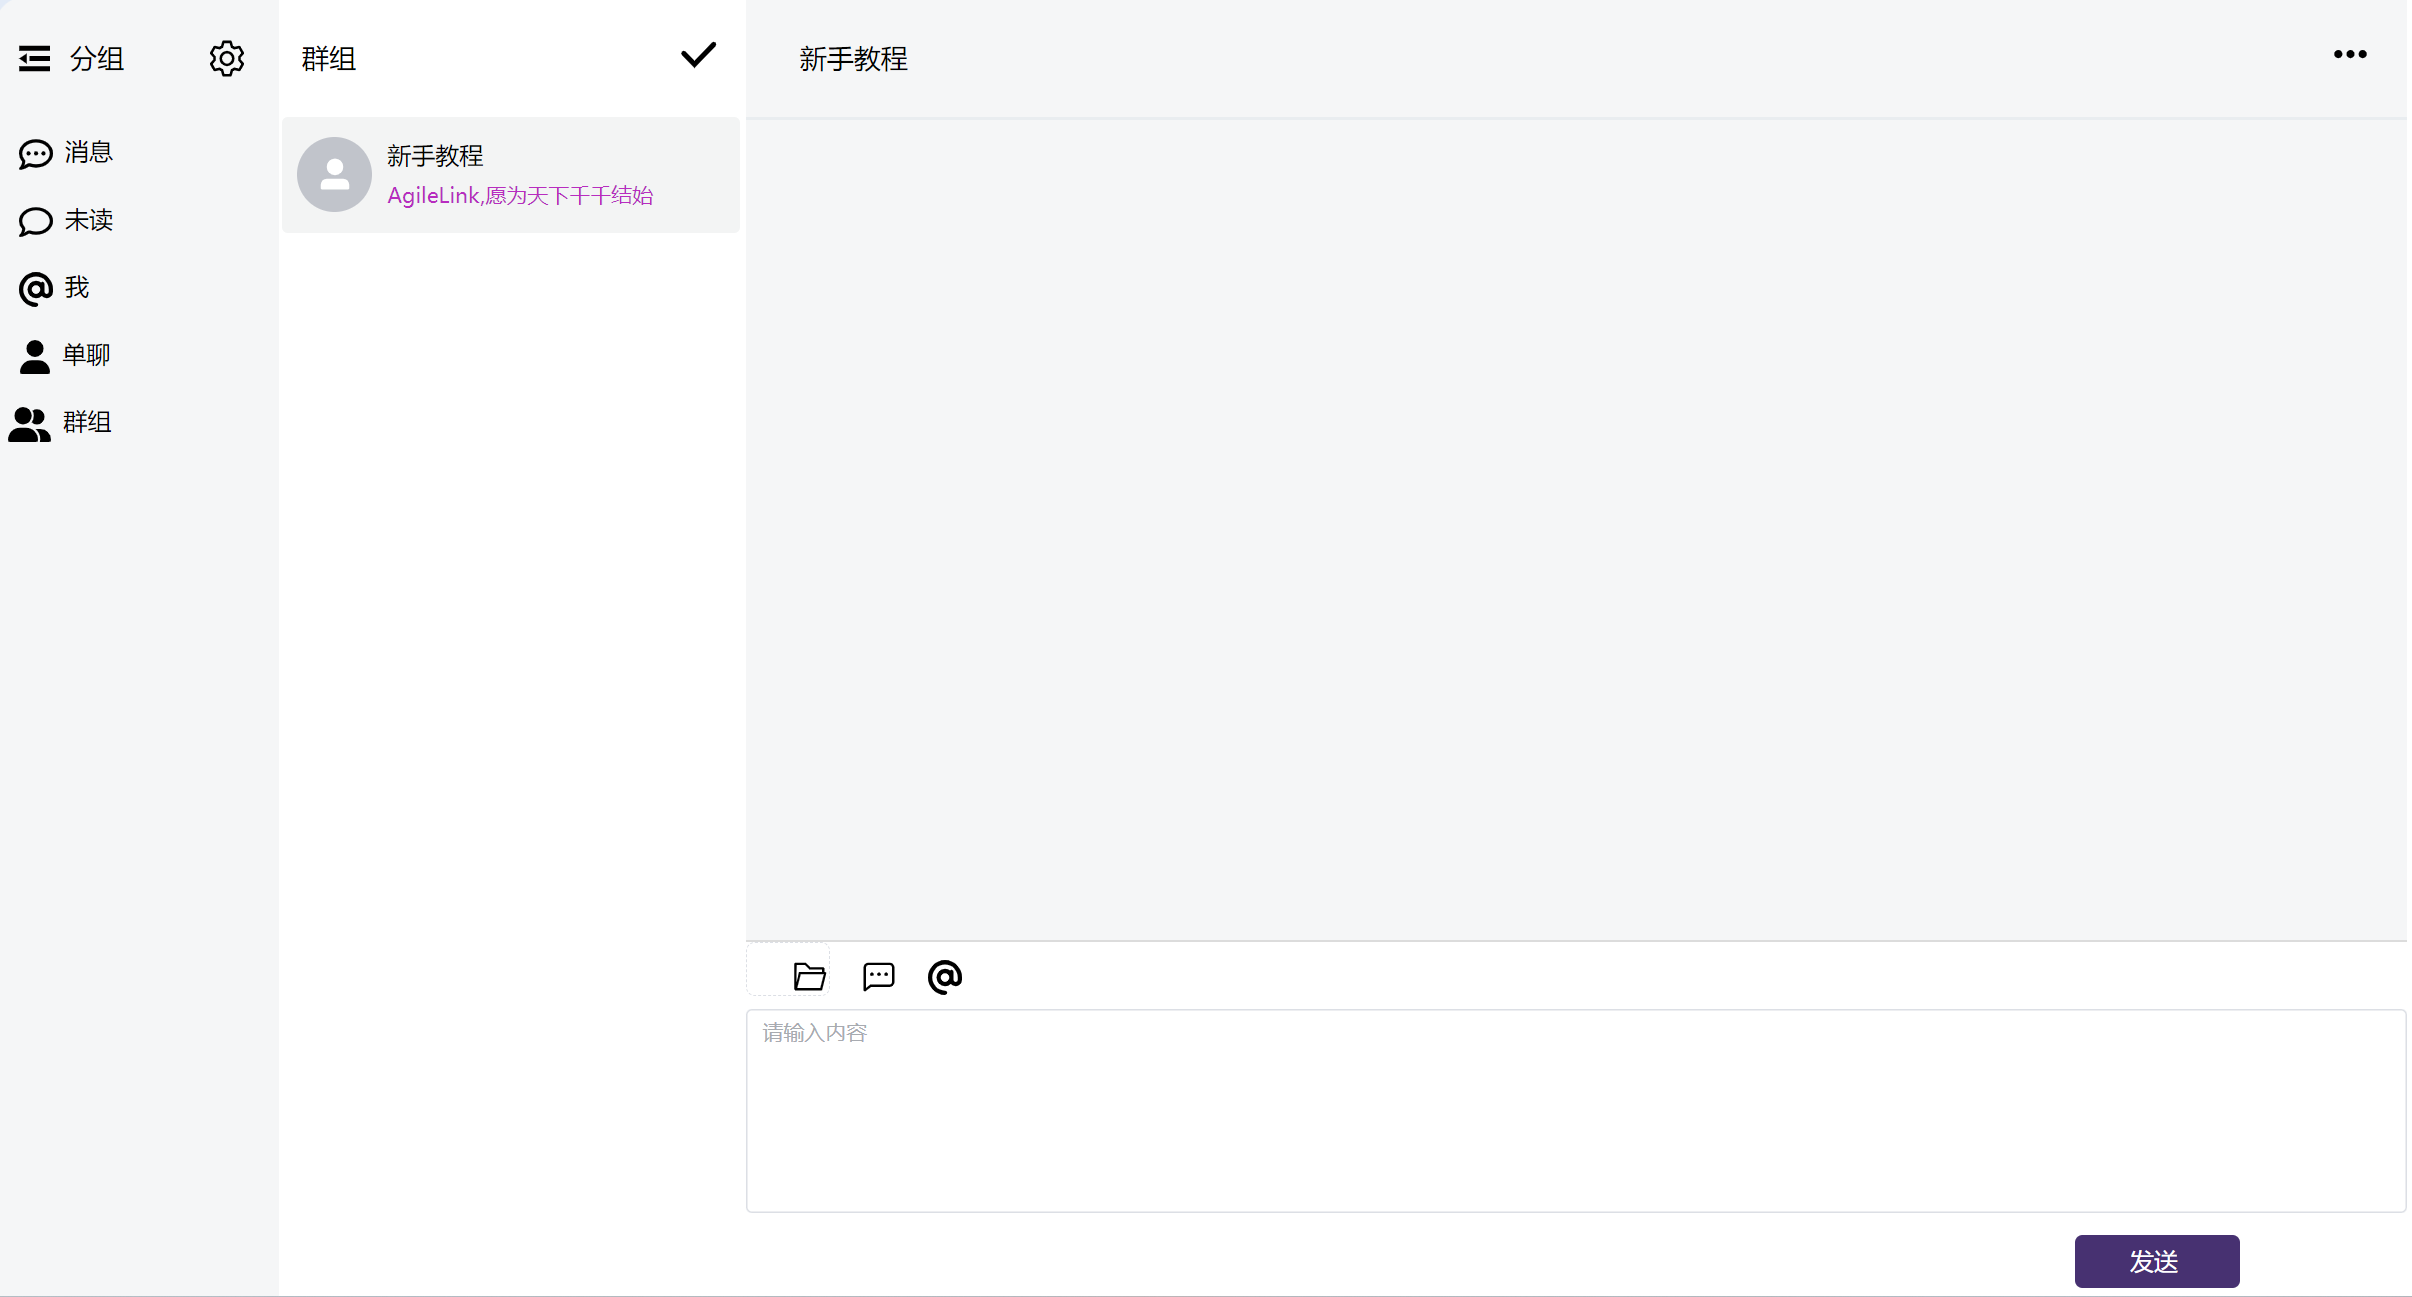 分组
消息
未读
我
单聊
群组
群组
新手教程
AgileLink,愿为天下千千结始
新手教程
请输入内容
发送